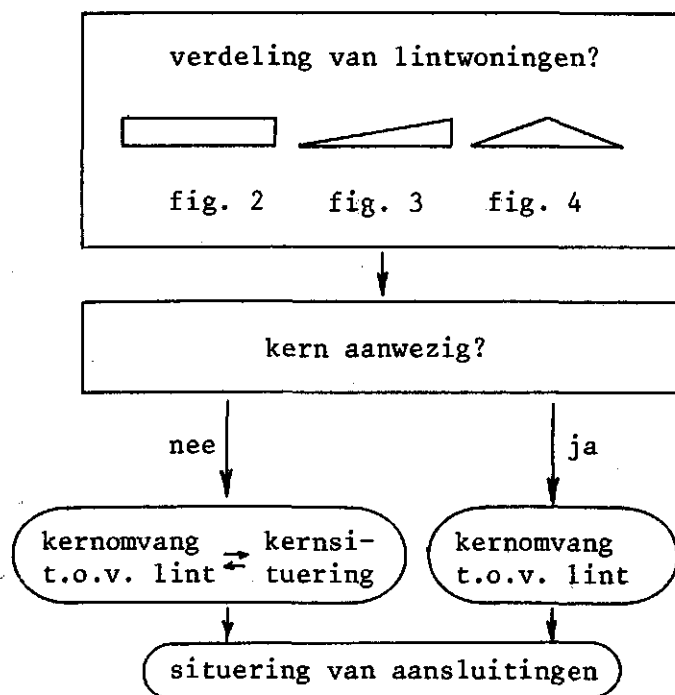 verdeling van lintwoningen?
fig. 2 fig. 3 fig. 4
kern aanwezig?
nee ja
kernomvang kernsi-
t.o.v. lint tuering
kernomvang
t.o.v. lint
situering van aansluitingen